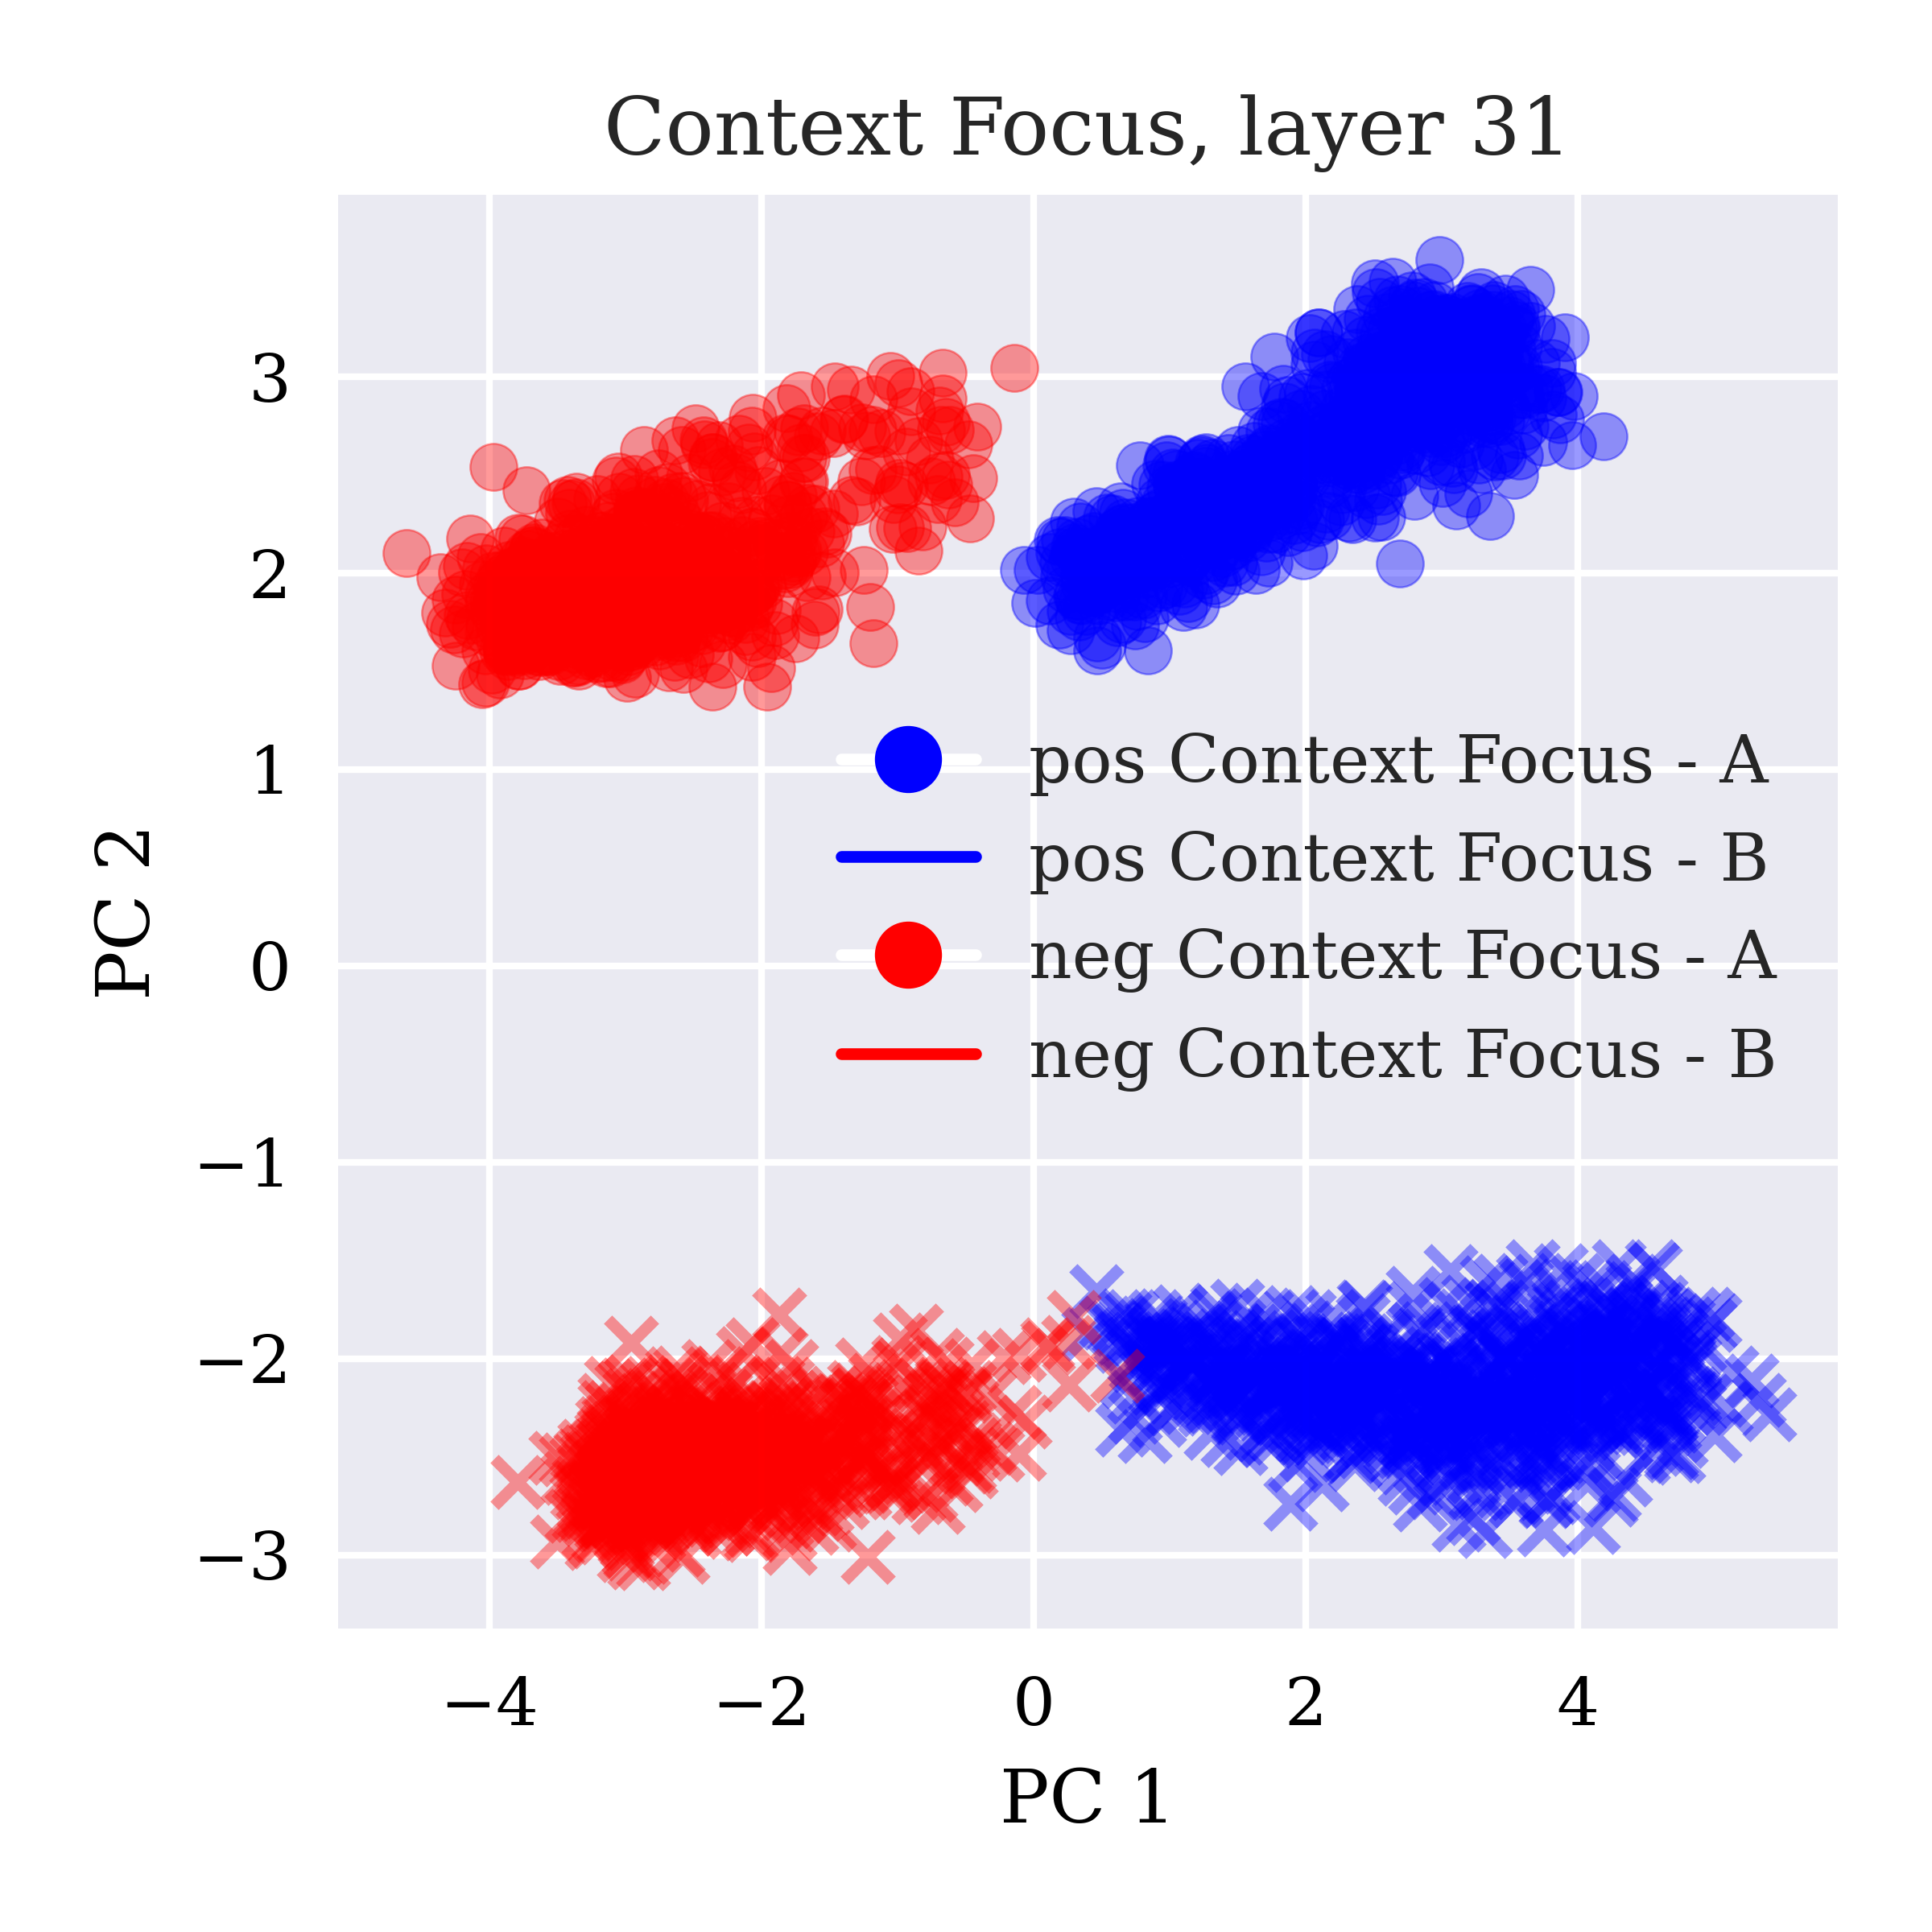 Context Focus, layer 31
3
2
1
0
−1
−2
−3
PC 2
pos Context Focus - A
pos Context Focus - B
neg Context Focus - A
neg Context Focus - B
−4 −2 0 2 4
PC 1